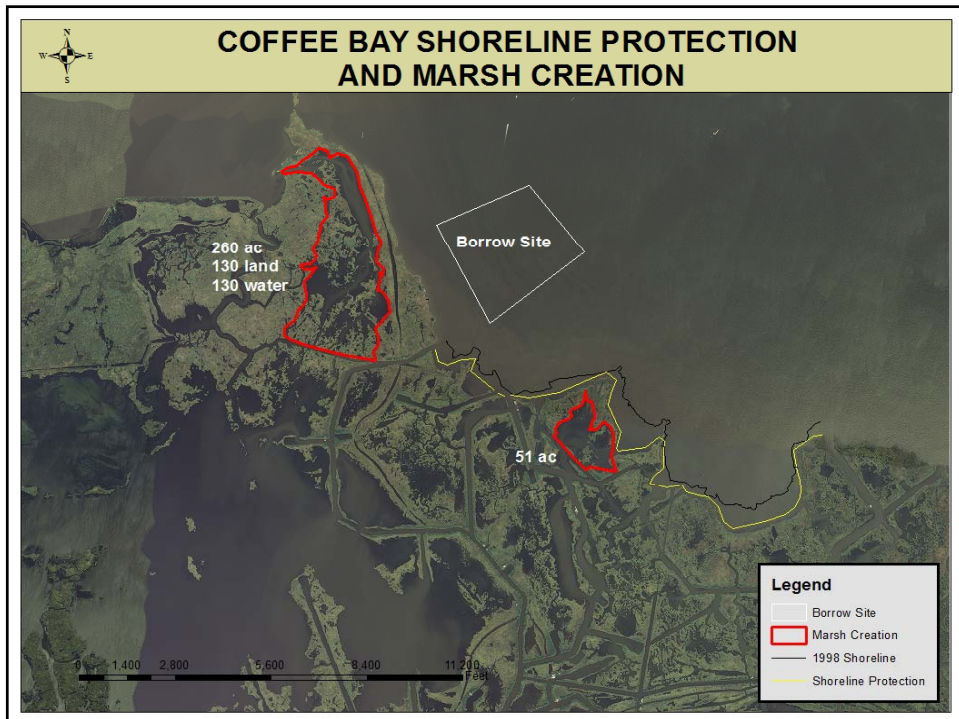 COFFEE BAY SHORELINE PROTECTION
AND MARSH CREATION
N
W E
S
Borrow Site
260 ac
130 land
130 water
51 ac
Legend
Borrow Site
Marsh Creation
1998 Shoreline
Shoreline Protection
0 1,400 2,800 5,600 8,400 11,200
Feet